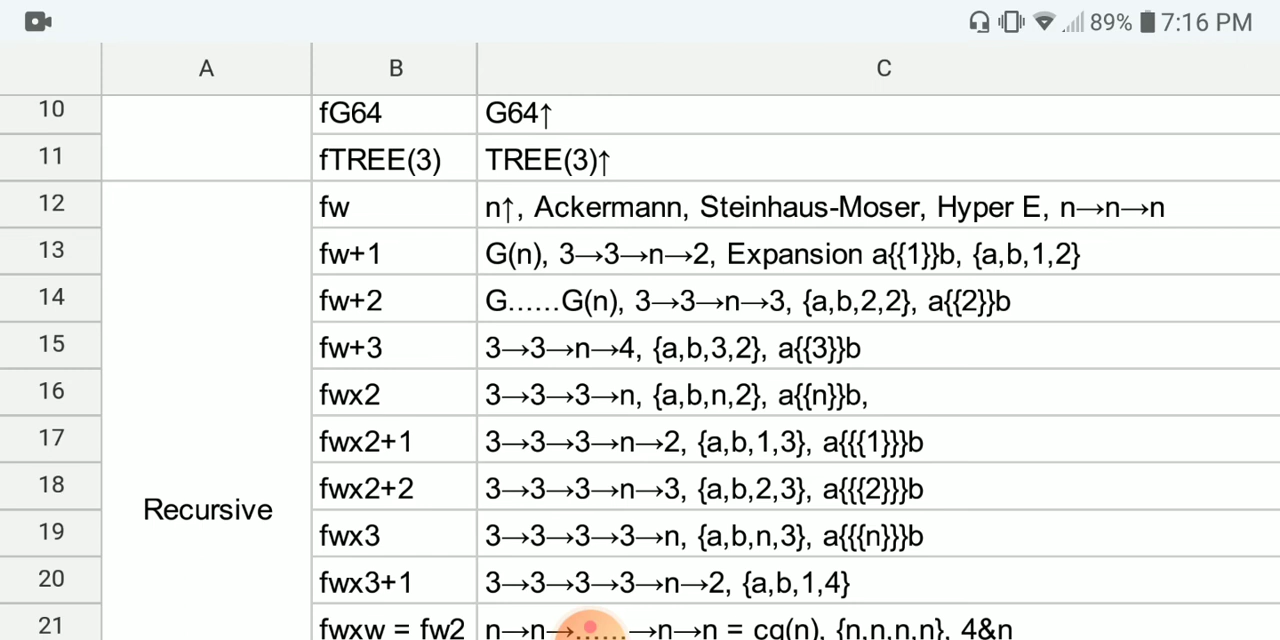 89% 7:16 PM
A B C
10 fG64 G64↑
11 fTREE(3) TREE(3)↑
12 fw n↑, Ackermann, Steinhaus-Moser, Hyper E, n→n→n
13 fw+1 G(n), 3→3→n→2, Expansion a{{1}}b, {a,b,1,2}
14 fw+2 G......G(n), 3→3→n→3, {a,b,2,2}, a{{2}}b
15 fw+3 3→3→n→4, {a,b,3,2}, a{{3}}b
16 fwx2 3→3→3→n, {a,b,n,2}, a{{n}}b,
17 fwx2+1 3→3→3→n→2, {a,b,1,3}, a{{{1}}}b
18 fwx2+2 3→3→3→n→3, {a,b,2,3}, a{{{2}}}b
Recursive
19 fwx3 3→3→3→3→n, {a,b,n,3}, a{{{n}}}b
20 fwx3+1 3→3→3→3→n→2, {a,b,1,4}
21 fwxw = fw2 n→n→......→n→n = cg(n), {n,n,n,n}, 4&n